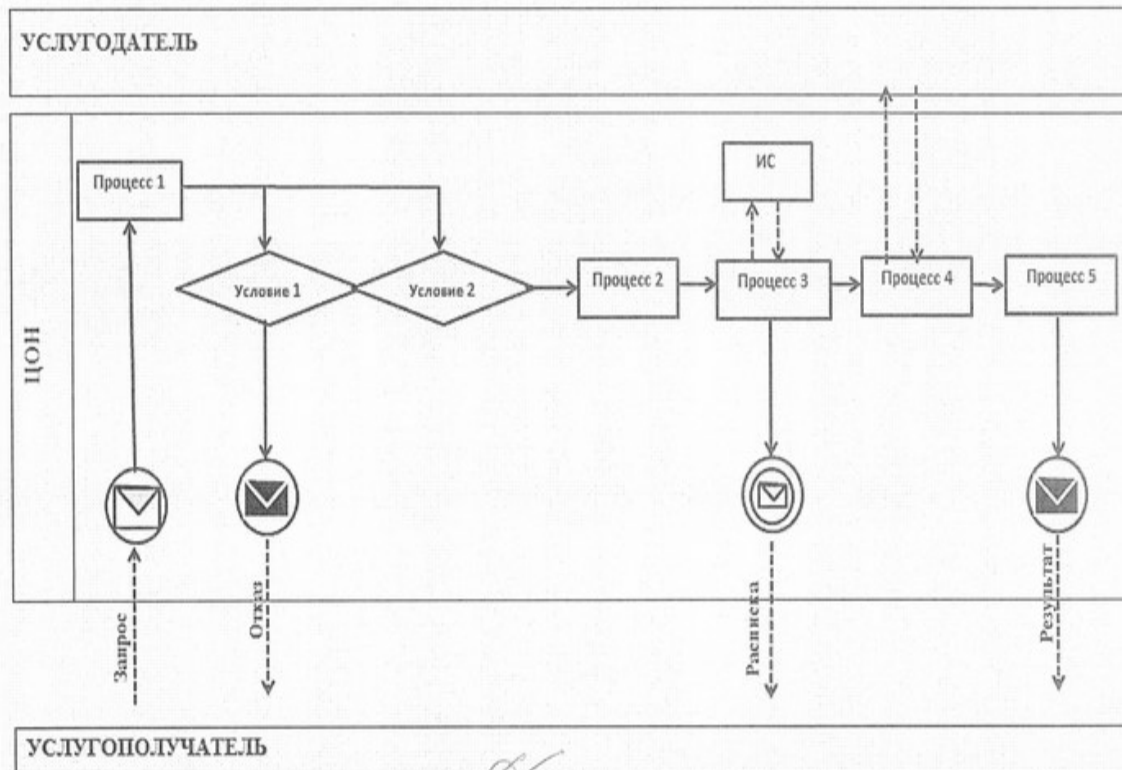 УСЛУГОДАТЕЛЬ
ЦОН
Процесс 1
ИС
Условие 1
Условие 2
Процесс 2
Процесс 3
Процесс 4
Процесс 5
Запрос
Отказ
Расписка
Результат
УСЛУГОПОЛУЧАТЕЛЬ